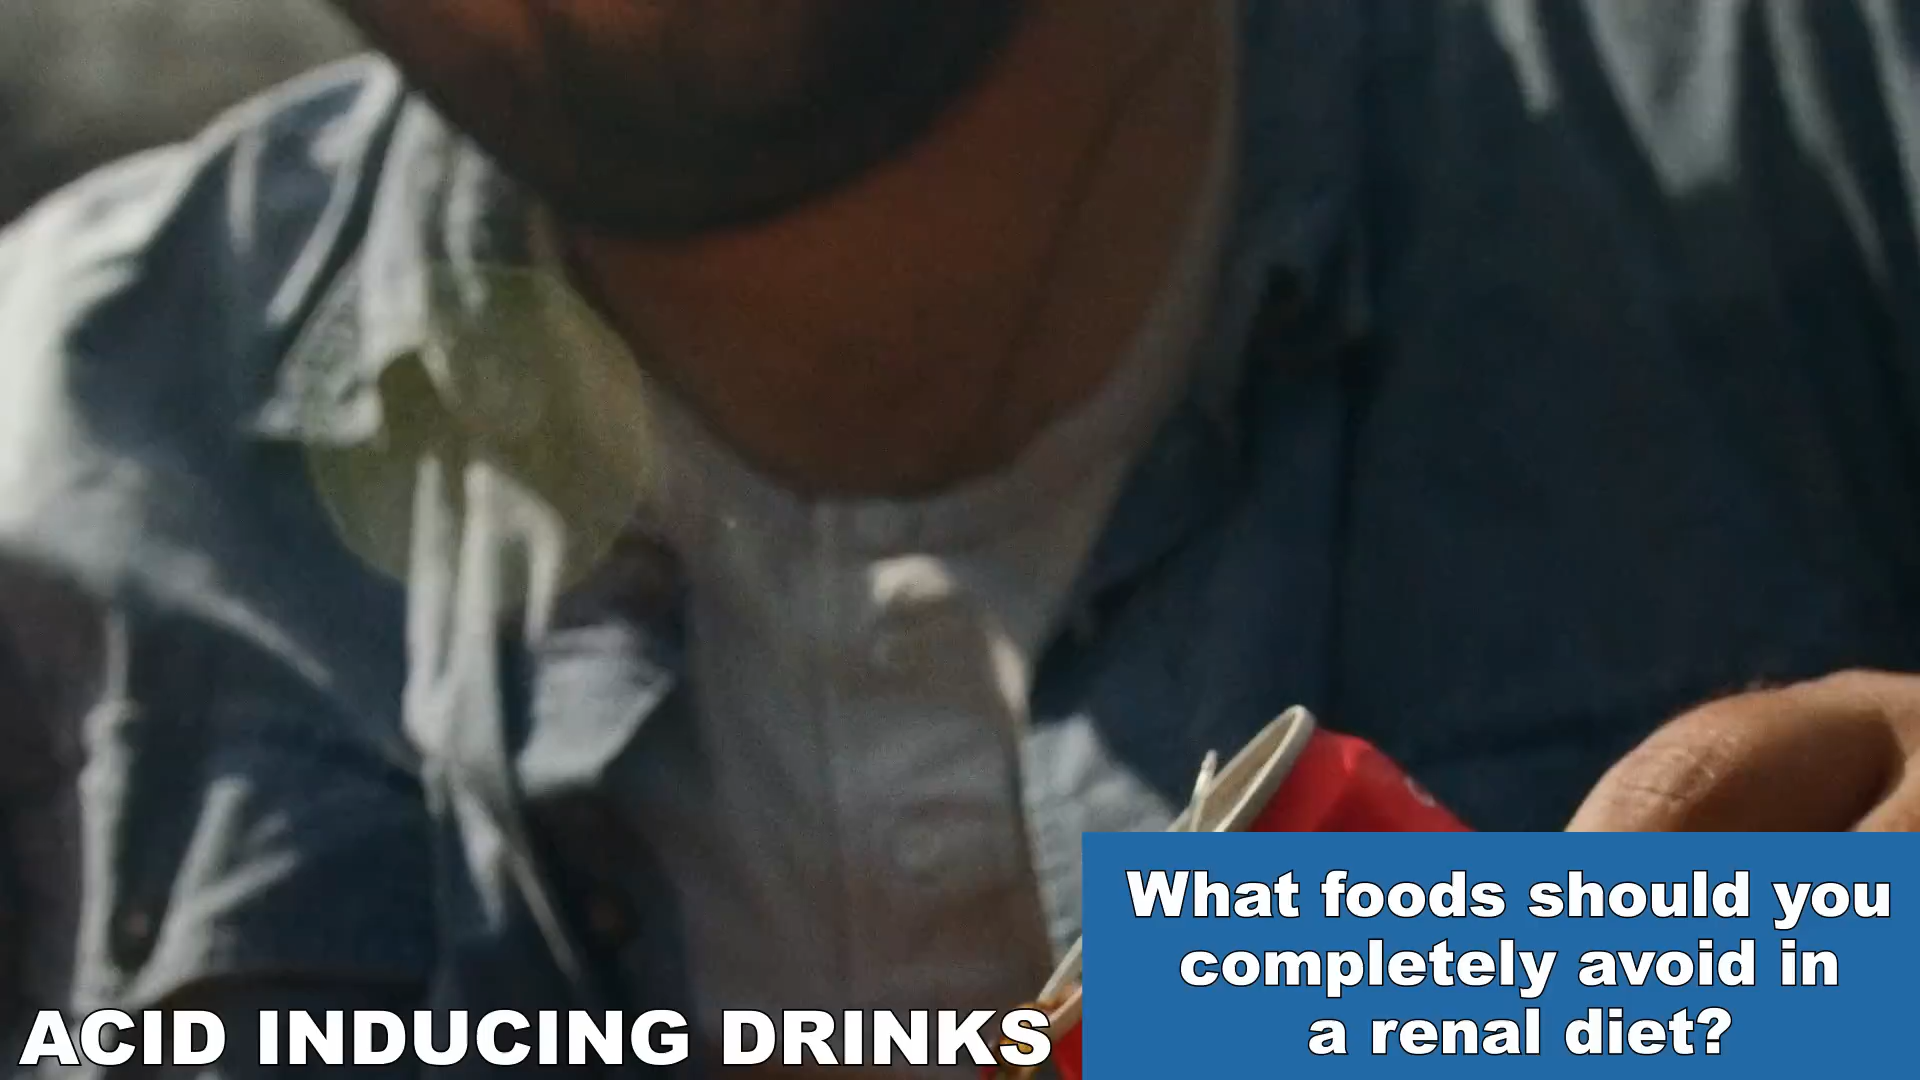 What foods should you
completely avoid in
a renal diet?
ACID INDUCING DRINKS